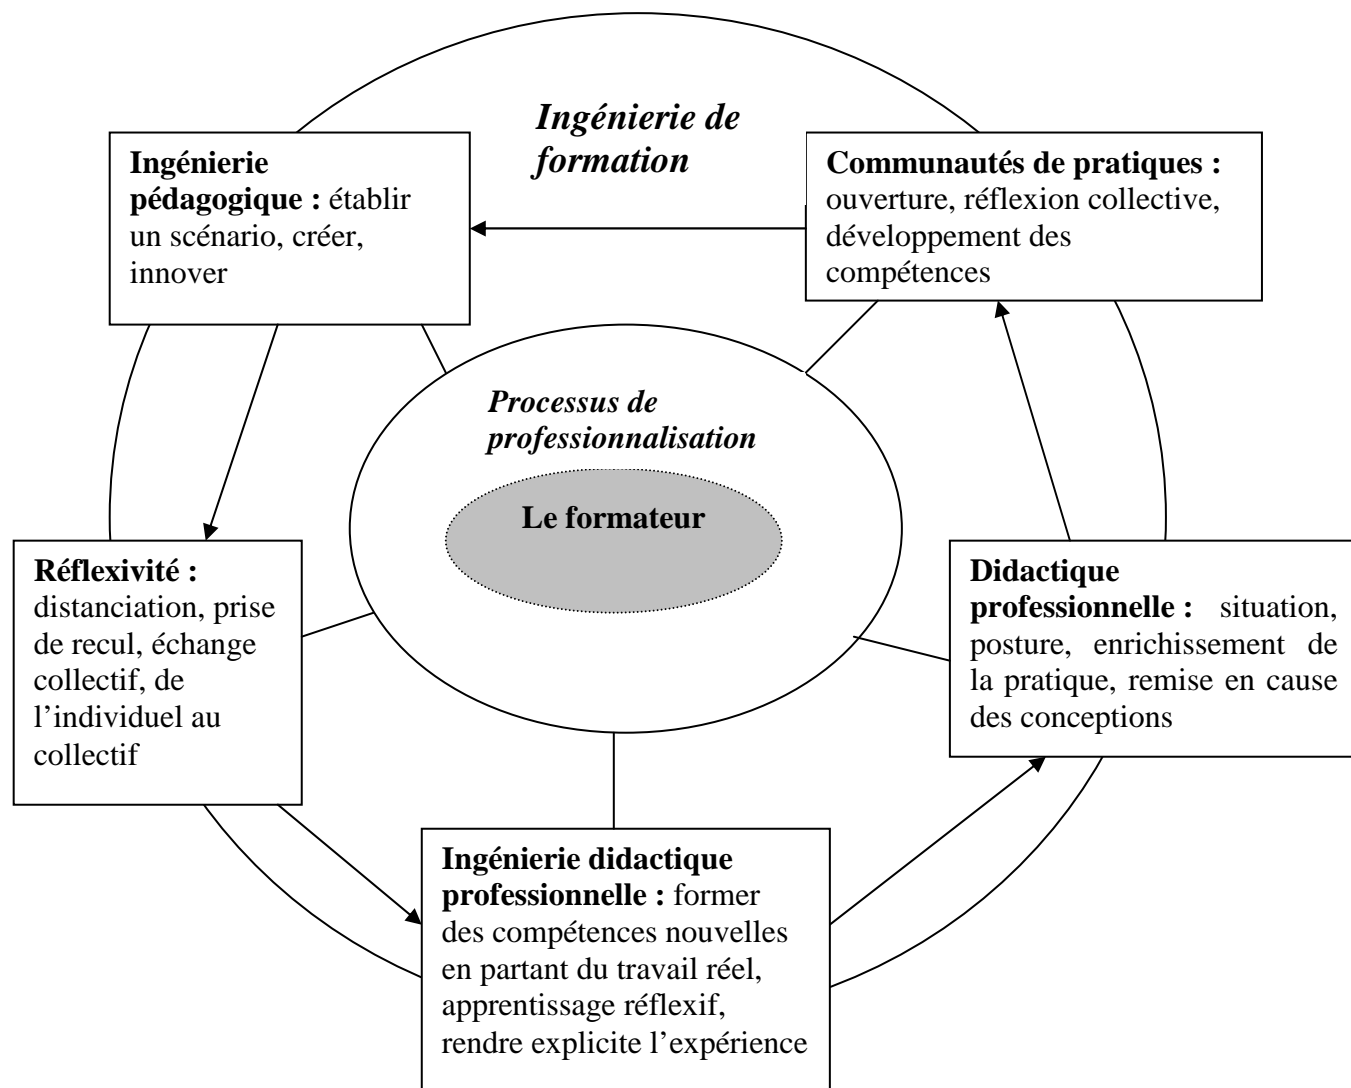 Ingénierie de
formation
Ingénierie
pédagogique : établir
un scénario, créer,
innover
Communautés de pratiques :
ouverture, réflexion collective,
développement des
compétences
Processus de
professionnalisation
Le formateur
Réflexivité :
distanciation, prise
de recul, échange
collectif, de
l’individuel au
collectif
Didactique
professionnelle : situation,
posture, enrichissement de
la pratique, remise en cause
des conceptions
Ingénierie didactique
professionnelle : former
des compétences nouvelles
en partant du travail réel,
apprentissage réflexif,
rendre explicite l’expérience